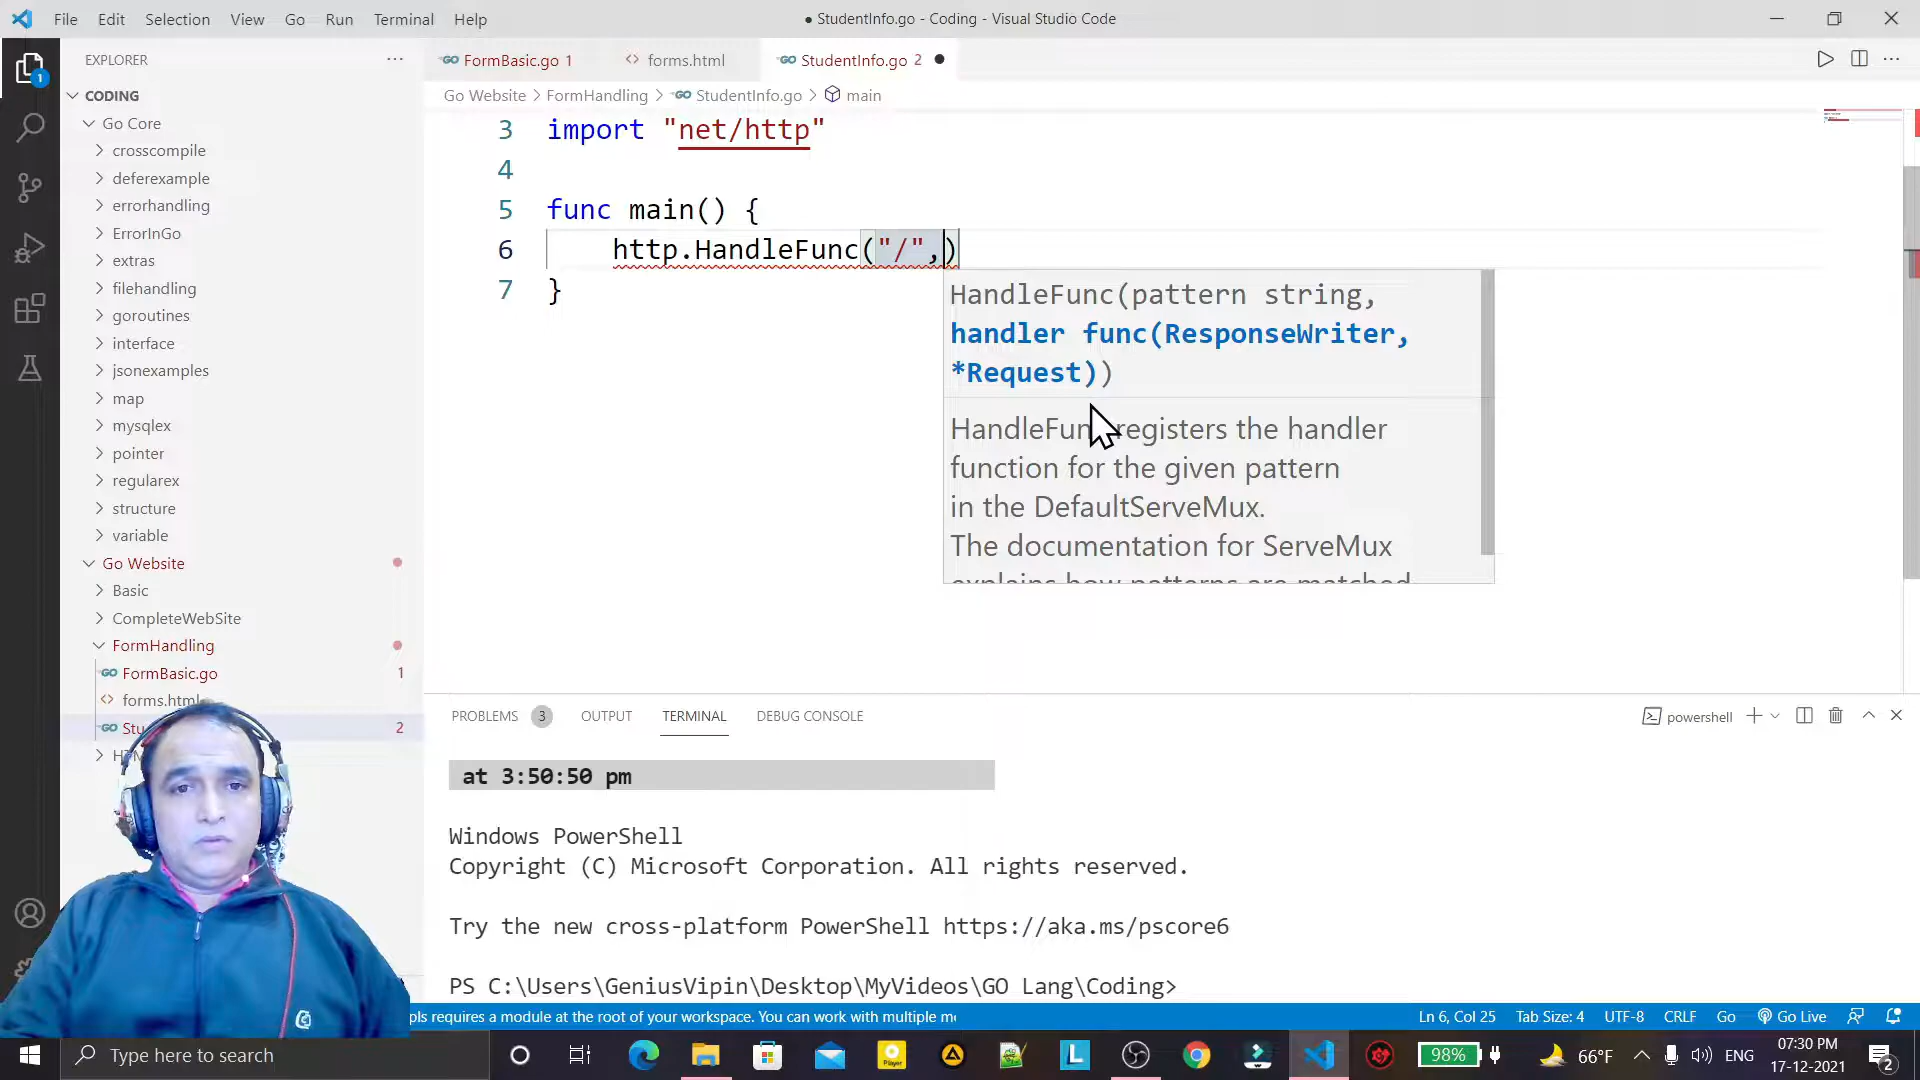 File Edit Selection View Go Run Terminal Help
● StudentInfo.go - Coding - Visual Studio Code
EXPLORER
1
CODING
Go Core
crosscompile
deferexample
errorhandling
ErrorInGo
extras
filehandling
goroutines
interface
jsonexamples
map
mysqlex
pointer
regularex
structure
variable
Go Website
Basic
CompleteWebSite
FormHandling
FormBasic.go 1
forms.html
2
FormBasic.go 1 forms.html StudentInfo.go 2
Go Website > FormHandling > StudentInfo.go > main
3 import "net/http"
4
5 func main() {
6 http.HandleFunc("/",)
7 }
HandleFunc(pattern string,
handler func(ResponseWriter,
*Request))
HandleFunc registers the handler
function for the given pattern
in the DefaultServeMux.
The documentation for ServeMux
explains how patterns are matched
PROBLEMS 3 OUTPUT TERMINAL DEBUG CONSOLE
powershell
at 3:50:50 pm
Windows PowerShell
Copyright (C) Microsoft Corporation. All rights reserved.
Try the new cross-platform PowerShell https://aka.ms/pscore6
PS C:\Users\GeniusVipin\Desktop\MyVideos\GO Lang\Coding>
requires a module at the root of your workspace. You can work with multiple
Ln 6, Col 25 Tab Size: 4 UTF-8 CRLF Go Go Live
Type here to search
Player
L
98%
66°F
ENG
07:30 PM
17-12-2021
2